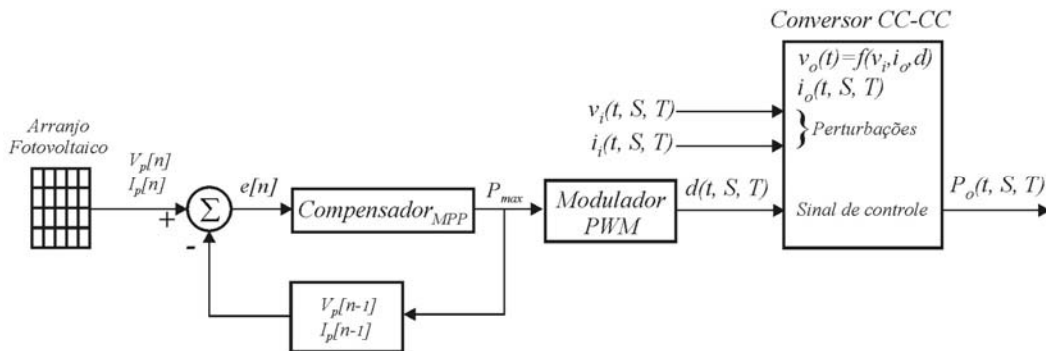 Conversor CC-CC
v_o(t)=f(v_i,i_o,d)
i_o(t, S, T)
v_i(t, S, T)
i_i(t, S, T)
} Perturbações
Arranjo
Fotovoltaico
V_p[n]
I_p[n]
+
-
Σ
e[n]
Compensador_MPP
P_max
Modulador
PWM
d(t, S, T)
Sinal de controle
P_o(t, S, T)
V_p[n-1]
I_p[n-1]